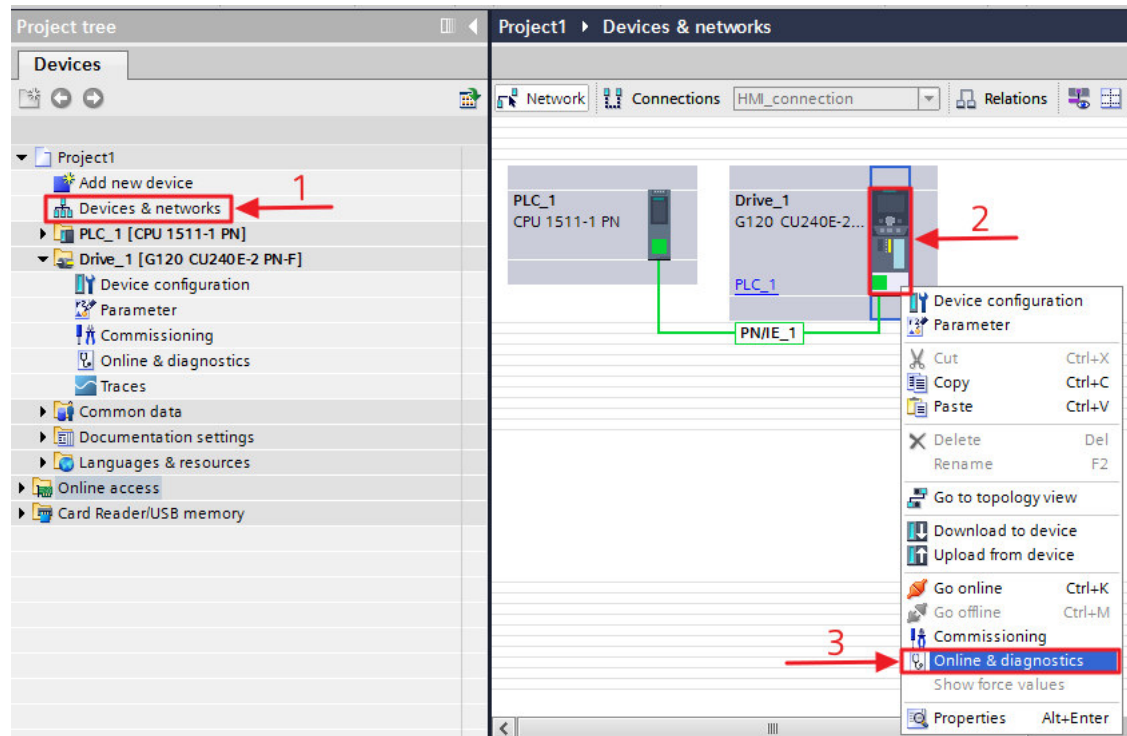 Project tree
Devices
Project1
Add new device
Devices & networks
PLC_1 [CPU 1511-1 PN]
Drive_1 [G120 CU240E-2 PN-F]
Device configuration
Parameter
Commissioning
Online & diagnostics
Traces
Common data
Documentation settings
Languages & resources
Online access
Card Reader/USB memory
1
Project1 ▸ Devices & networks
Network Connections HMI_connection Relations
PLC_1
CPU 1511-1 PN
Drive_1
G120 CU240E-2...
PLC_1
PN/IE_1
2
Device configuration
Parameter
Cut Ctrl+X
Copy Ctrl+C
Paste Ctrl+V
Delete Del
Rename F2
Go to topology view
Download to device
Upload from device
Go online Ctrl+K
Go offline Ctrl+M
Commissioning
3
Online & diagnostics
Show force values
Properties Alt+Enter